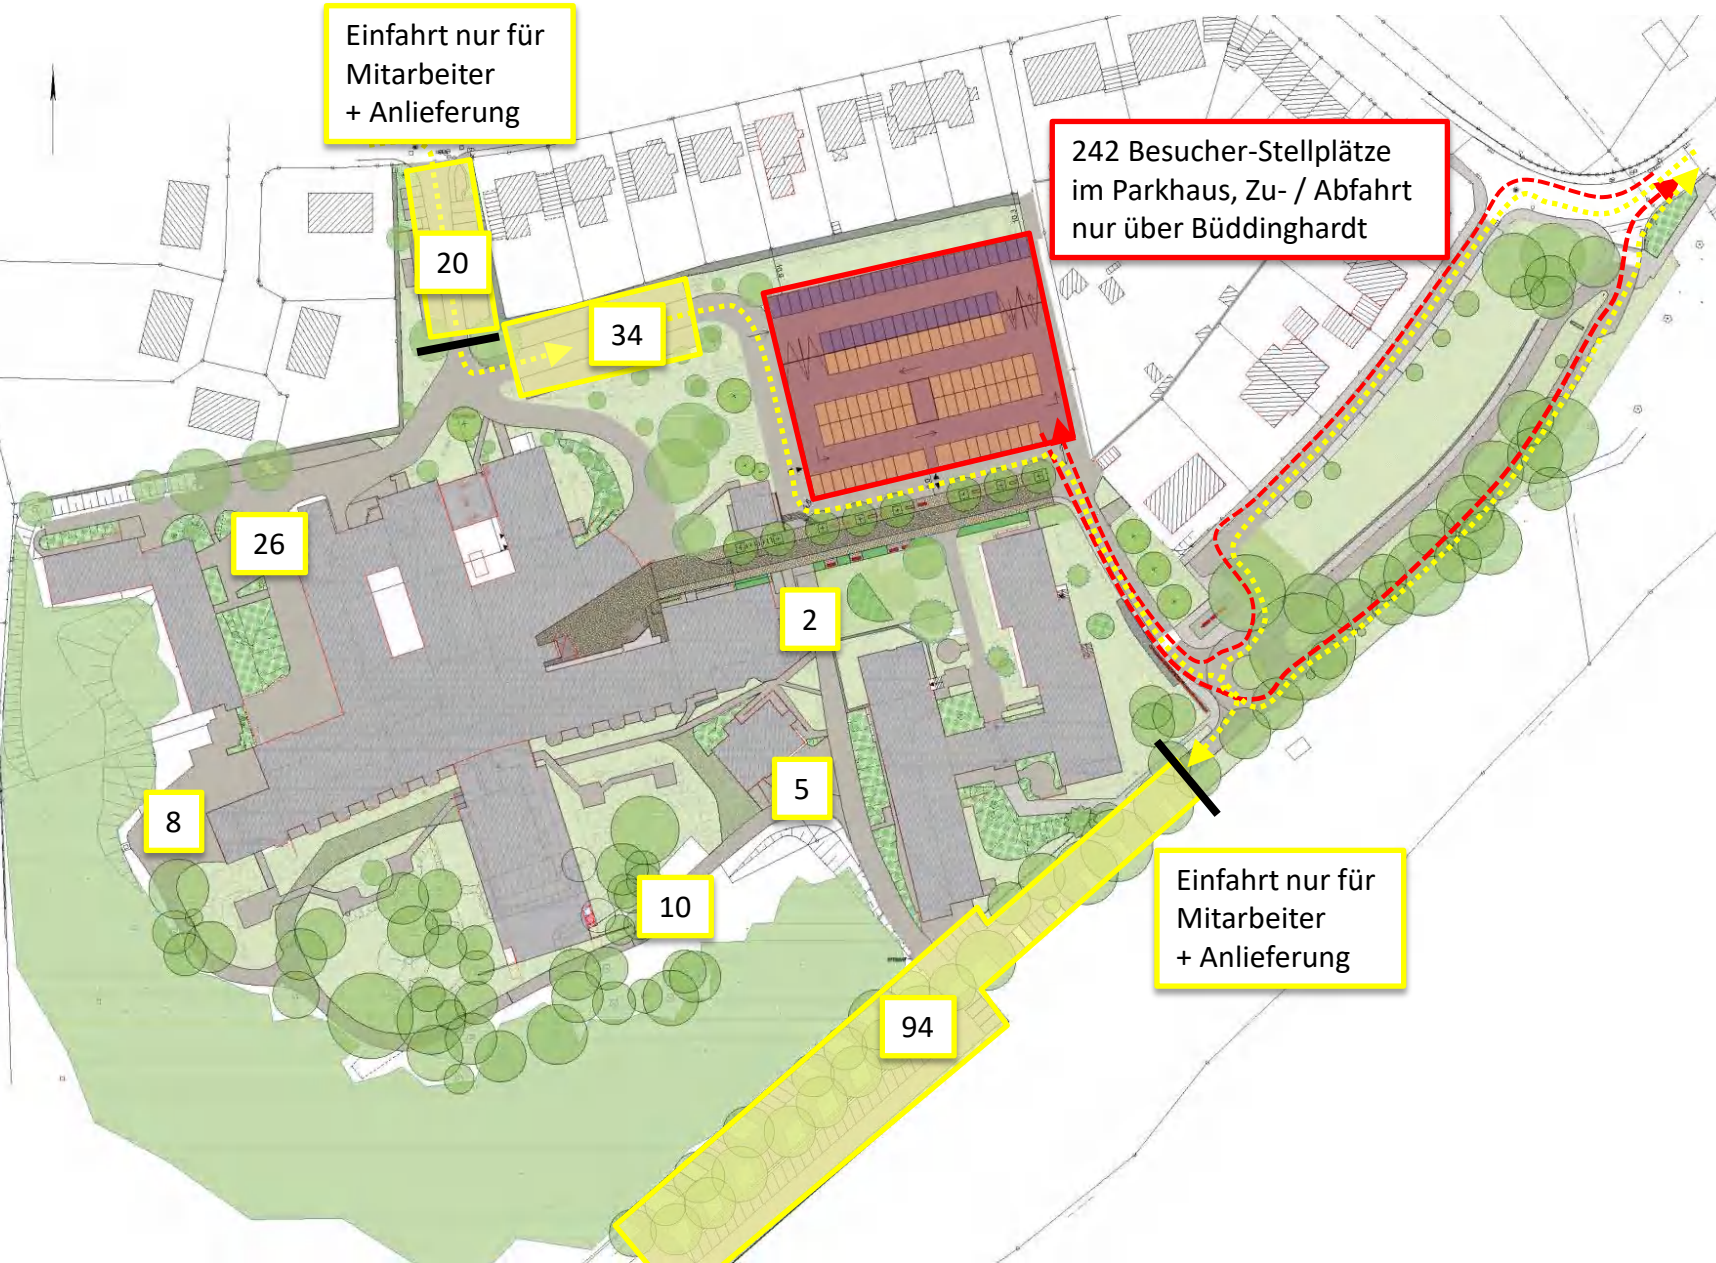 Einfahrt nur für
Mitarbeiter
+ Anlieferung
242 Besucher-Stellplätze
im Parkhaus, Zu- / Abfahrt
nur über Büddinghardt
20
34
26
2
5
8
10
94
Einfahrt nur für
Mitarbeiter
+ Anlieferung